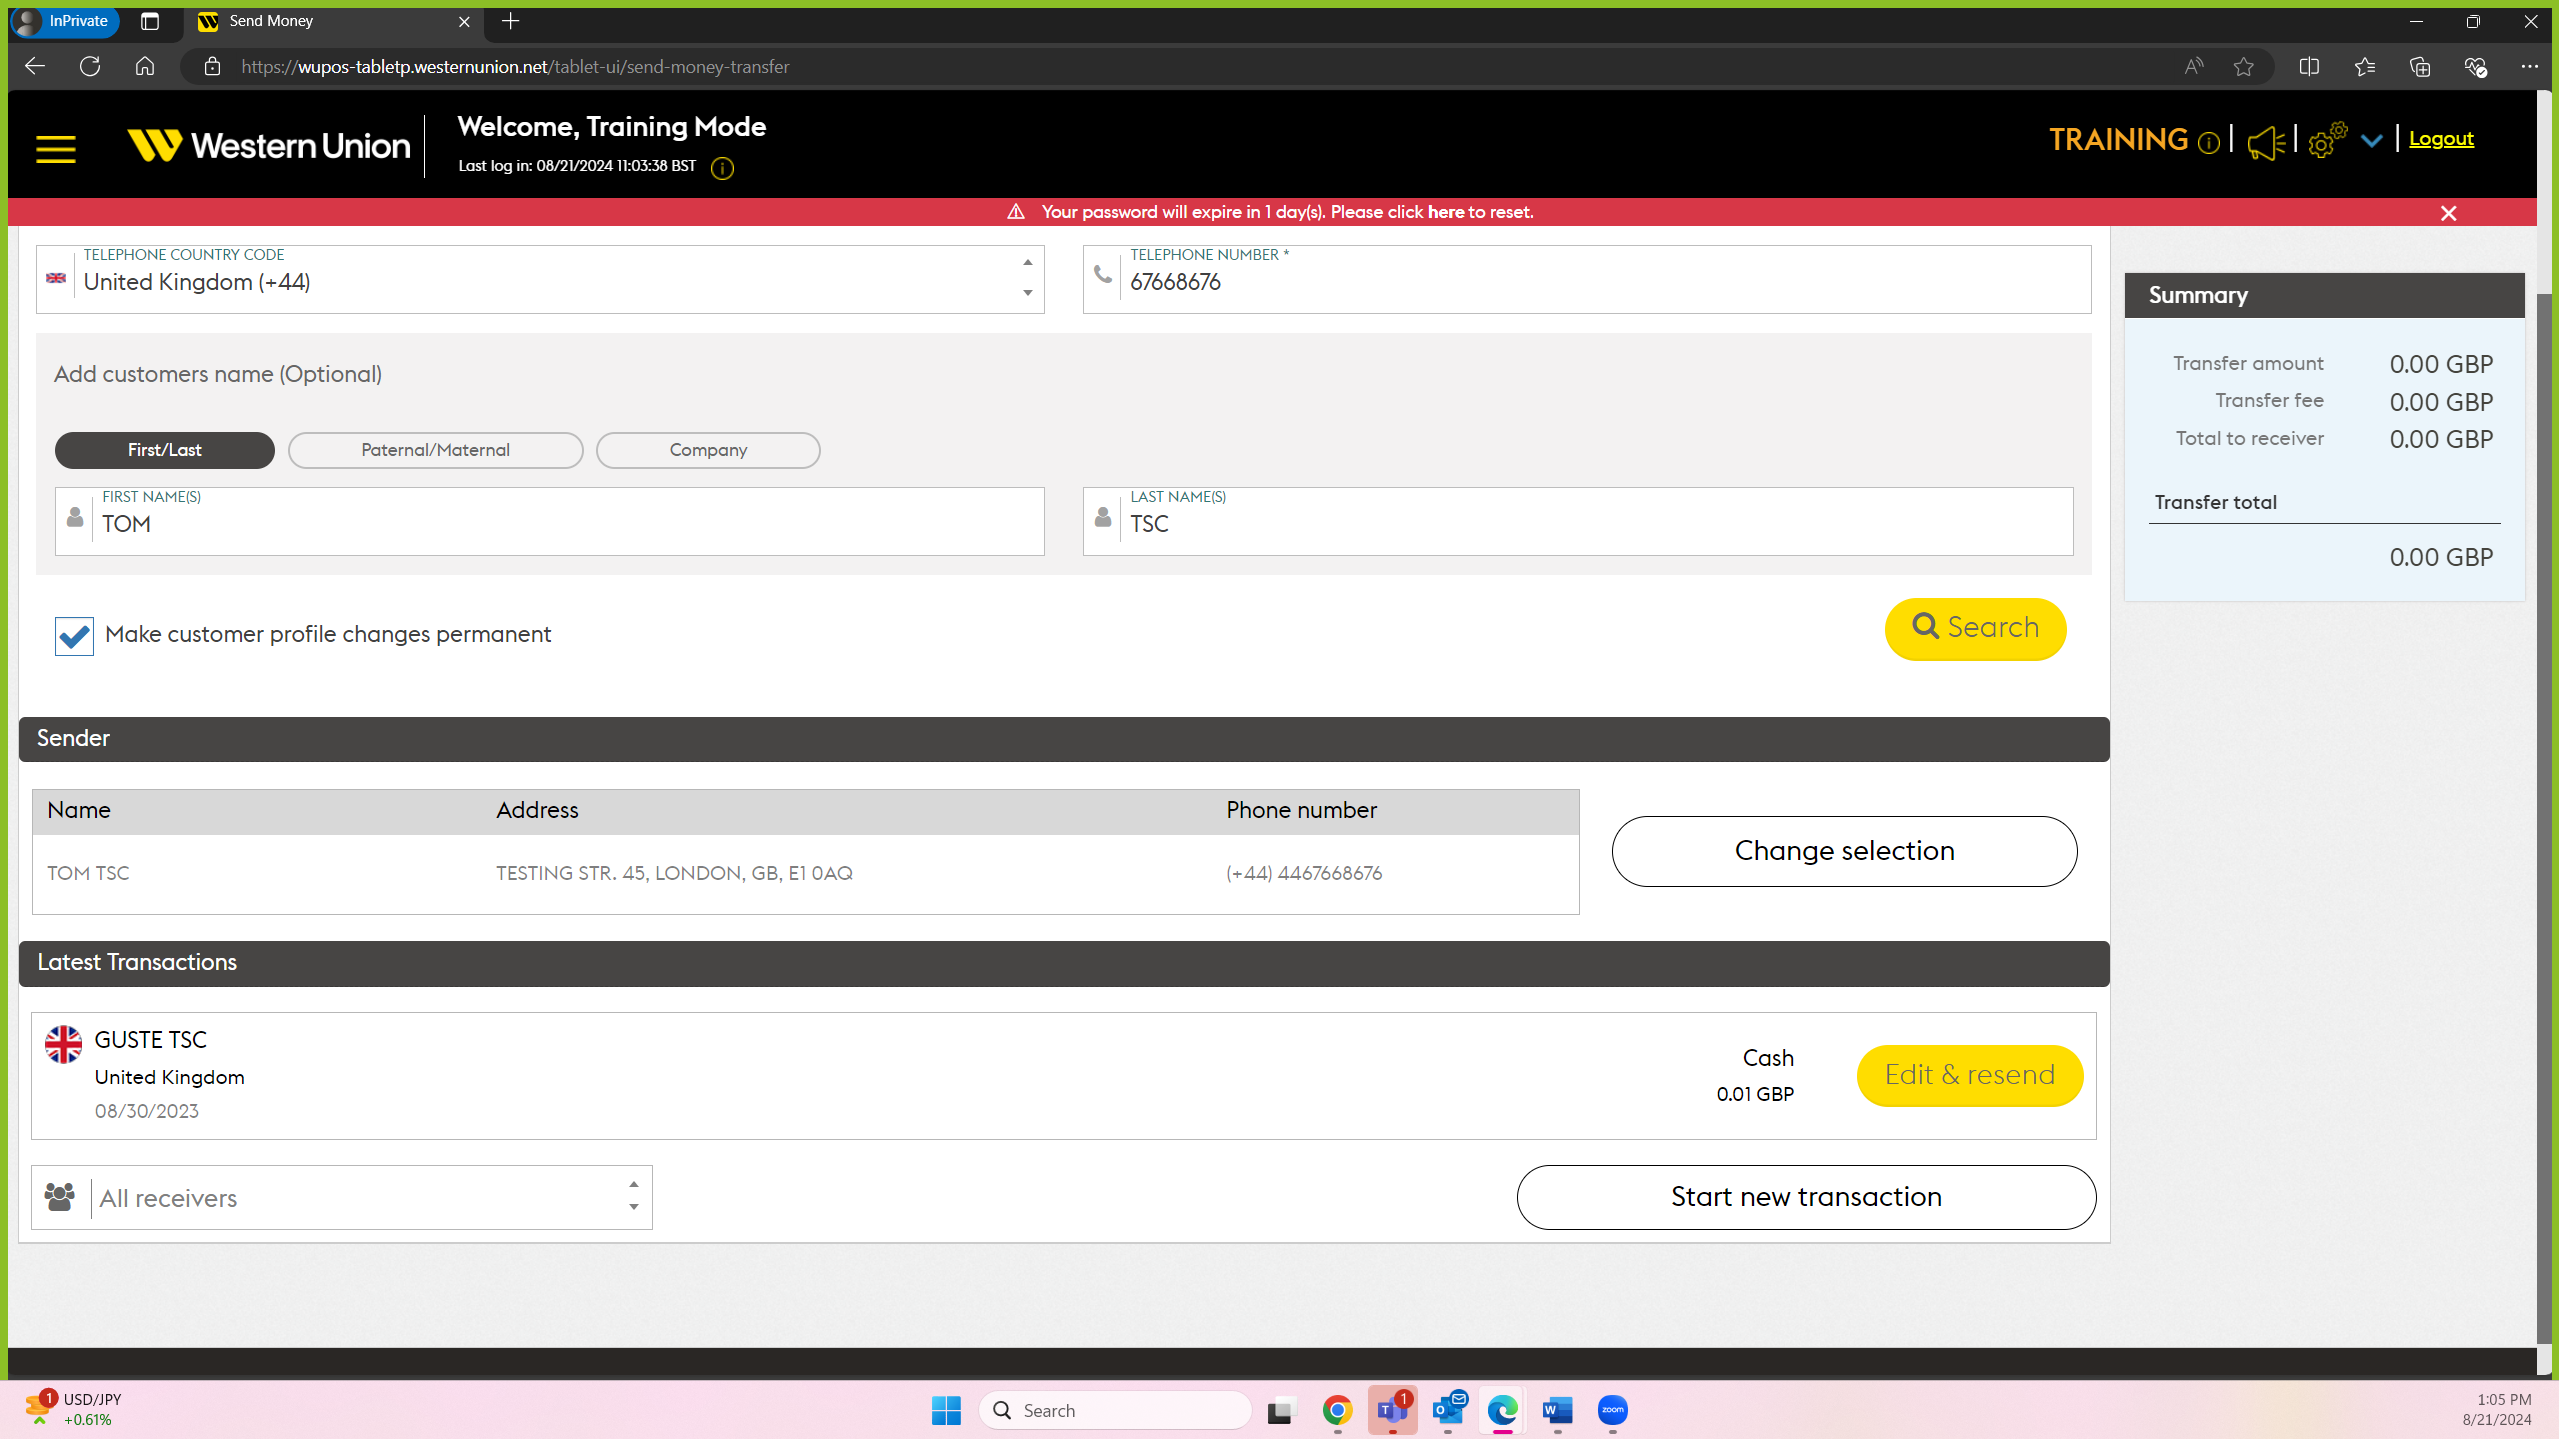 InPrivate
Send Money
https://wupos-tabletp.westernunion.net/tablet-ui/send-money-transfer
Western Union
Welcome, Training Mode
Last log in: 08/21/2024 11:03:38 BST
TRAINING
Logout
Your password will expire in 1 day(s). Please click here to reset.
TELEPHONE COUNTRY CODE
United Kingdom (+44)
TELEPHONE NUMBER *
67668676
Add customers name (Optional)
First/Last
Paternal/Maternal
Company
FIRST NAME(S)
TOM
LAST NAME(S)
TSC
Make customer profile changes permanent
Search
Summary
Transfer amount 0.00 GBP
Transfer fee 0.00 GBP
Total to receiver 0.00 GBP
Transfer total
0.00 GBP
Sender
Name Address Phone number
TOM TSC TESTING STR. 45, LONDON, GB, E1 0AQ (+44) 4467668676
Change selection
Latest Transactions
GUSTE TSC
United Kingdom
08/30/2023
Cash
0.01 GBP
Edit & resend
All receivers
Start new transaction
1
USD/JPY
+0.61%
Search
1
zoom
1:05 PM
8/21/2024